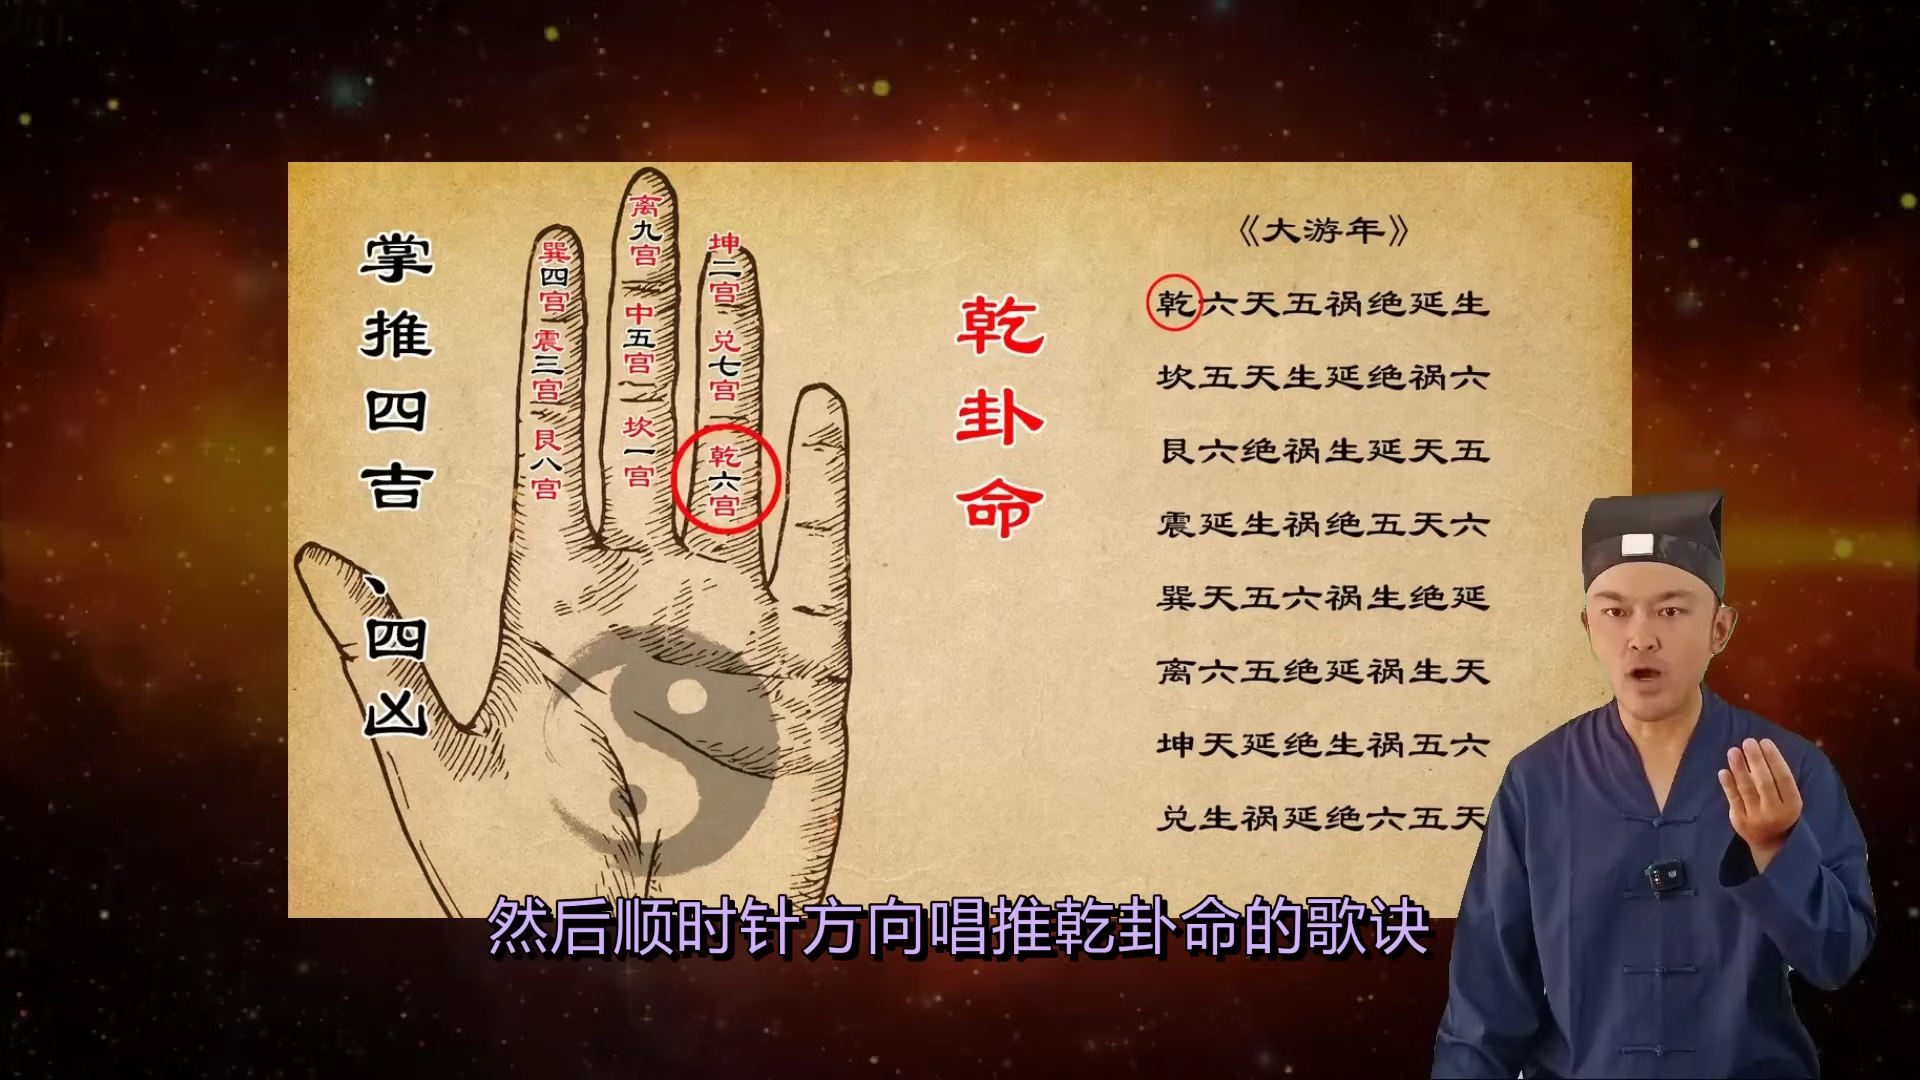 掌推四吉、四凶
巽四宫
震三宫
艮八宫
离九宫
中五宫
坎一宫
坤二宫
兑七宫
乾六宫
乾卦命
《大游年》
乾六天五祸绝延生
坎五天生延绝祸六
艮六绝祸生延天五
震延生祸绝五天六
巽天五六祸生绝延
离六五绝延祸生天
坤天延绝生祸五六
兑生祸延绝六五天
然后顺时针方向唱推乾卦命的歌诀